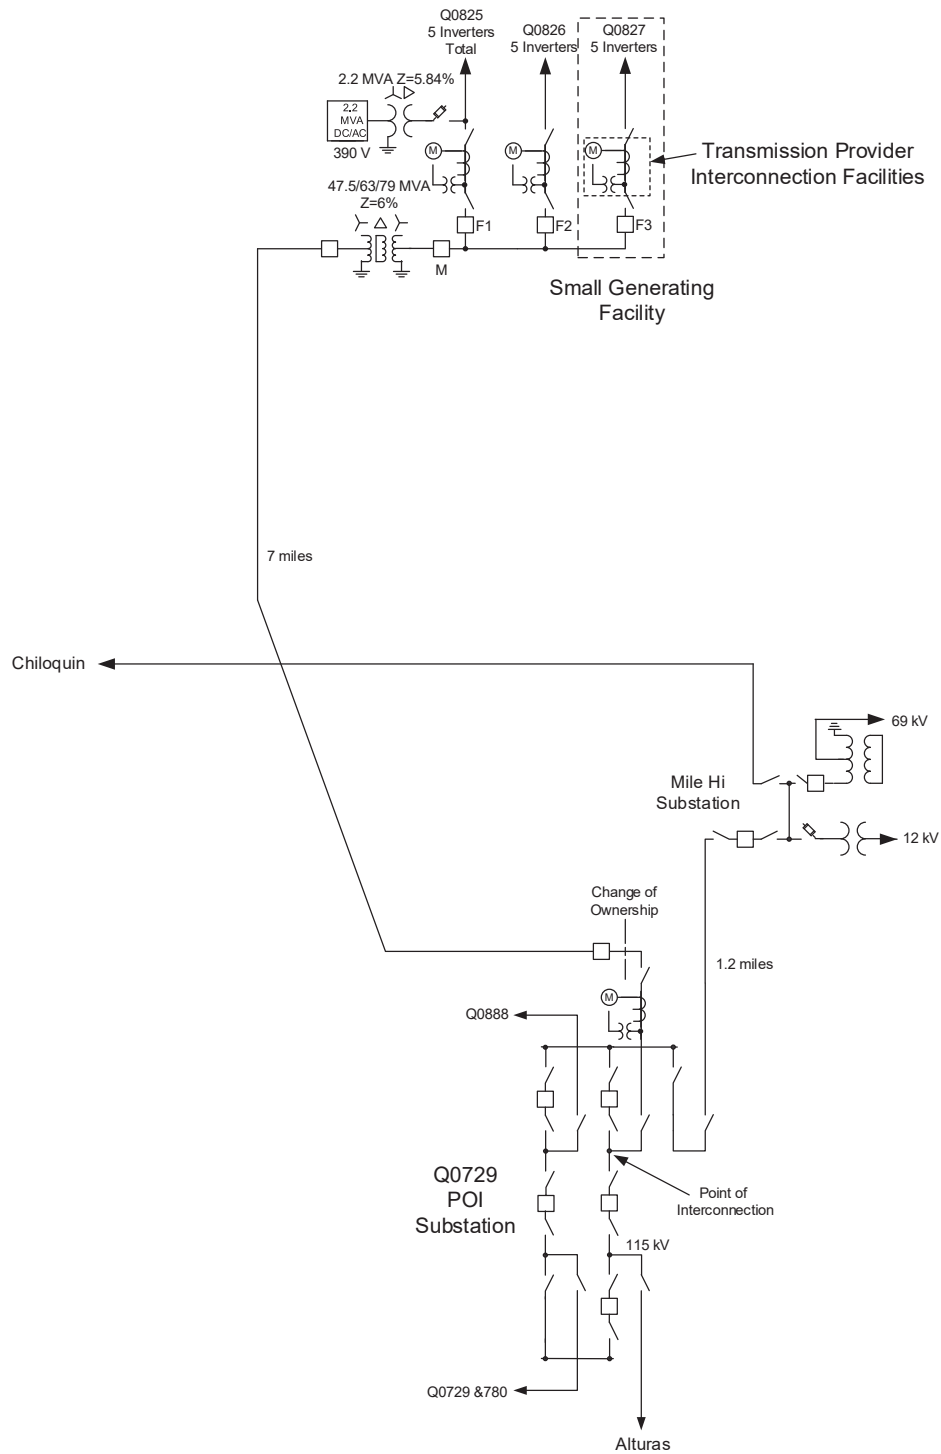 Q0825
5 Inverters
Total
Q0826
5 Inverters
Q0827
5 Inverters
2.2 MVA Z=5.84%
2.2
MVA
DC/AC
390 V
M
M
M
Transmission Provider
Interconnection Facilities
47.5/63/79 MVA
Z=6%
F1
F2
F3
M
Small Generating
Facility
7 miles
Chiloquin
69 kV
Mile Hi
Substation
12 kV
Change of
Ownership
1.2 miles
M
Q0888
Q0729
POI
Substation
Point of
Interconnection
115 kV
Q0729 &780
Alturas